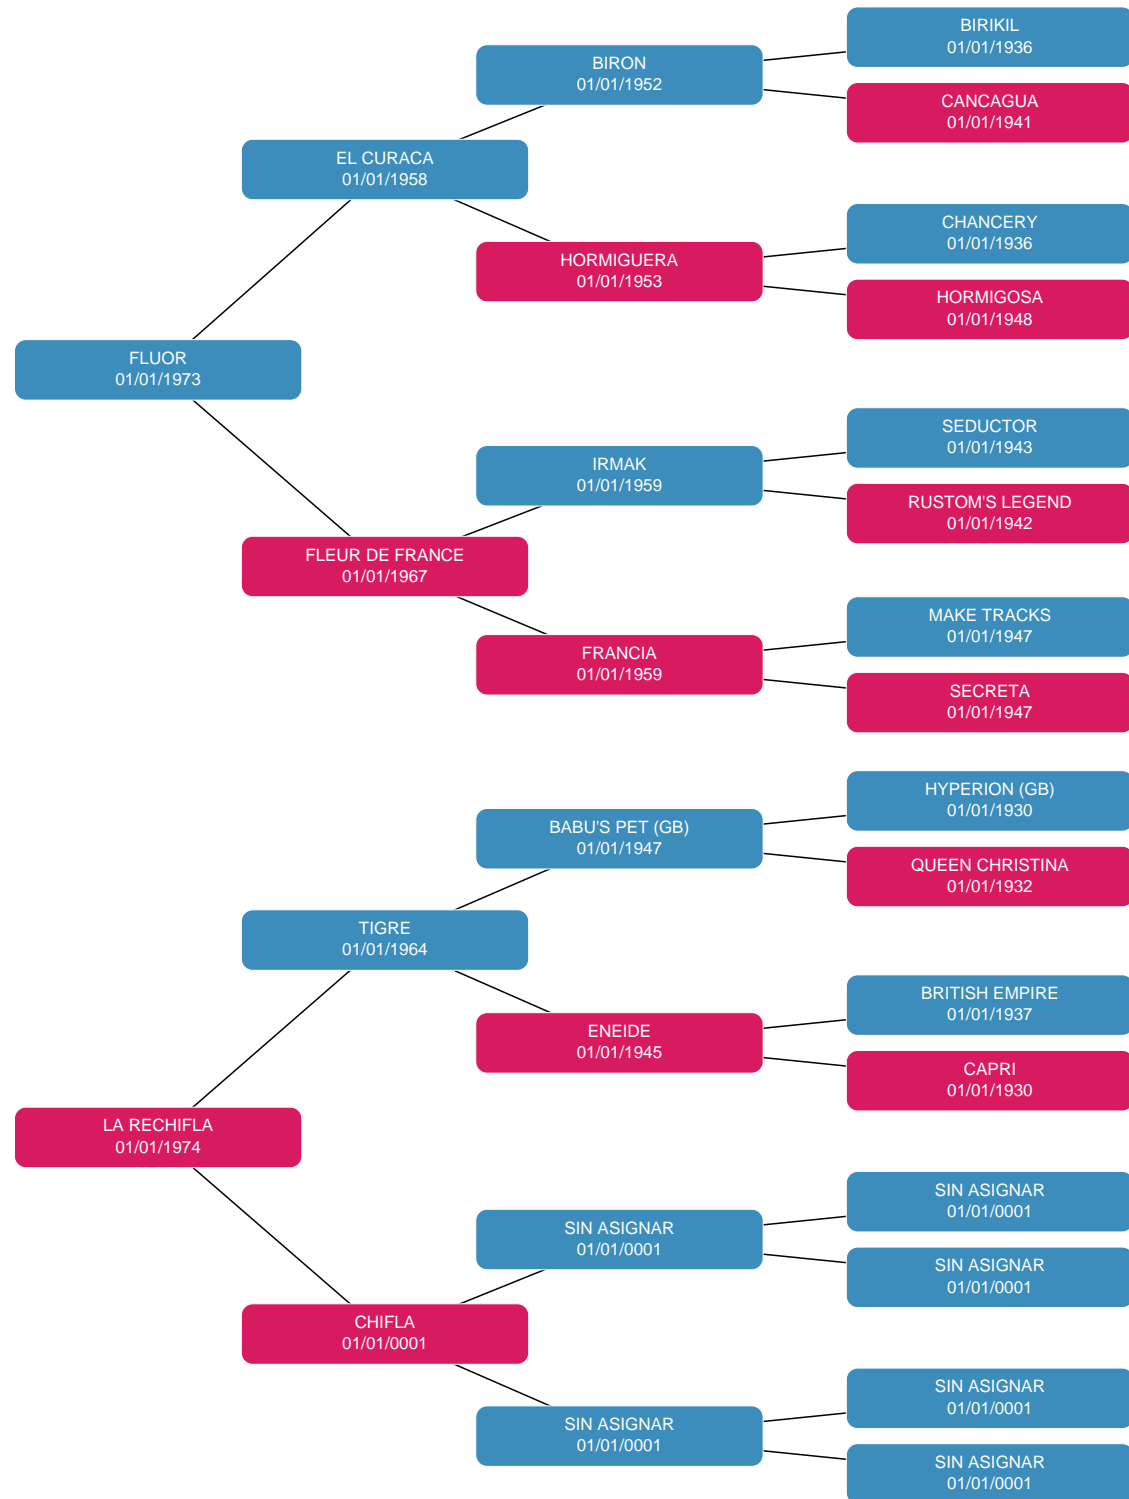 BIRIKIL
01/01/1936
BIRON
01/01/1952
CANCAGUA
01/01/1941
EL CURACA
01/01/1958
CHANCERY
01/01/1936
HORMIGUERA
01/01/1953
HORMIGOSA
01/01/1948
FLUOR
01/01/1973
SEDUCTOR
01/01/1943
IRMAK
01/01/1959
RUSTOM'S LEGEND
01/01/1942
FLEUR DE FRANCE
01/01/1967
MAKE TRACKS
01/01/1947
FRANCIA
01/01/1959
SECRETA
01/01/1947
HYPERION (GB)
01/01/1930
BABU'S PET (GB)
01/01/1947
QUEEN CHRISTINA
01/01/1932
TIGRE
01/01/1964
BRITISH EMPIRE
01/01/1937
ENEIDE
01/01/1945
CAPRI
01/01/1930
LA RECHIFLA
01/01/1974
SIN ASIGNAR
01/01/0001
SIN ASIGNAR
01/01/0001
SIN ASIGNAR
01/01/0001
CHIFLA
01/01/0001
SIN ASIGNAR
01/01/0001
SIN ASIGNAR
01/01/0001
SIN ASIGNAR
01/01/0001